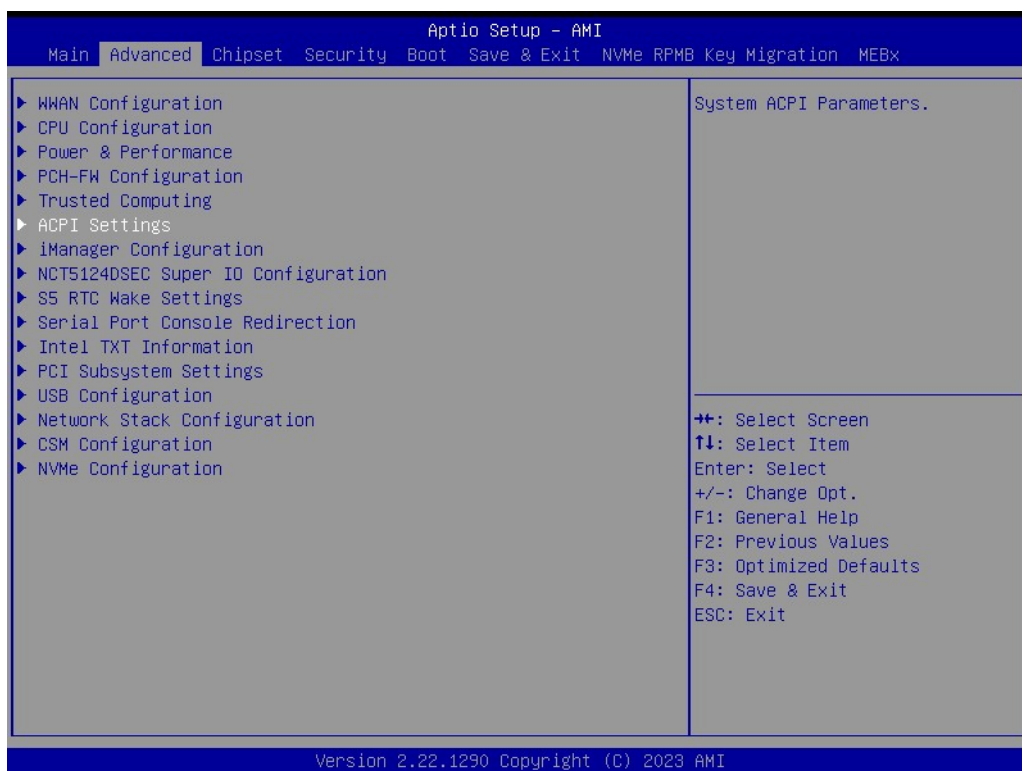 Aptio Setup - AMI
Main Advanced Chipset Security Boot Save & Exit NVMe RPMB Key Migration MEBx
WWAN Configuration
CPU Configuration
Power & Performance
PCH-FW Configuration
Trusted Computing
ACPI Settings
iManager Configuration
NCT5124DSEC Super IO Configuration
S5 RTC Wake Settings
Serial Port Console Redirection
Intel TXT Information
PCI Subsystem Settings
USB Configuration
Network Stack Configuration
CSM Configuration
NVMe Configuration
System ACPI Parameters.
→←: Select Screen
↑↓: Select Item
Enter: Select
+/-: Change Opt.
F1: General Help
F2: Previous Values
F3: Optimized Defaults
F4: Save & Exit
ESC: Exit
Version 2.22.1290 Copyright (C) 2023 AMI